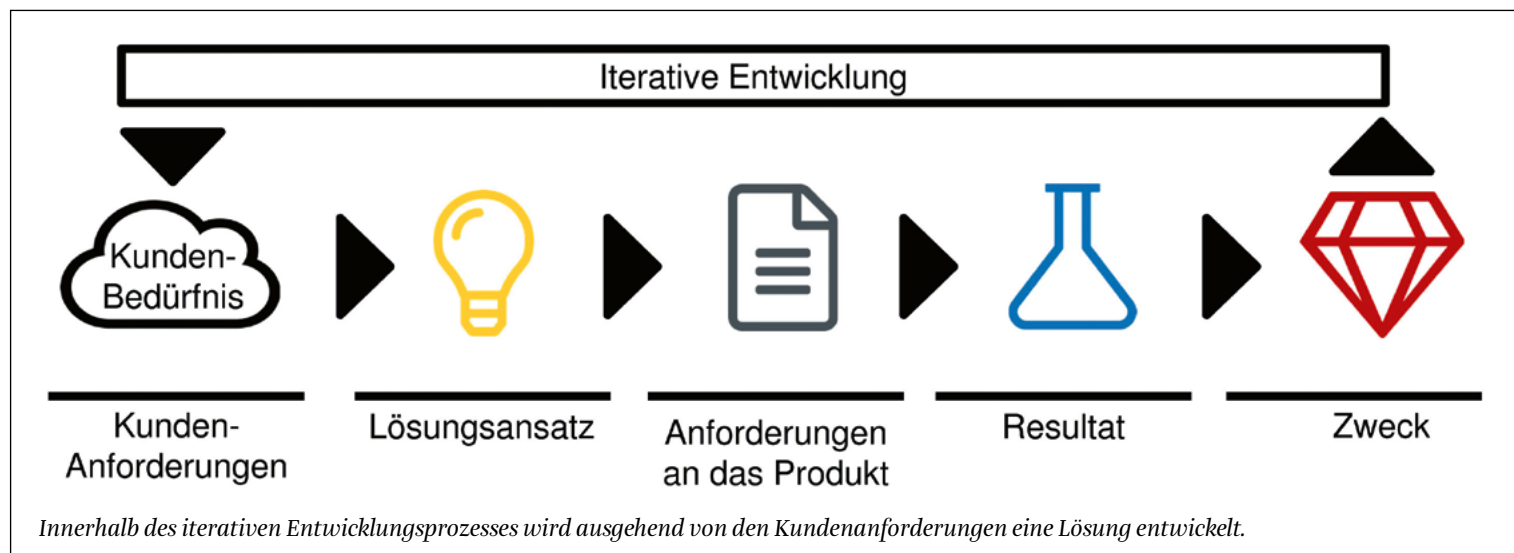 Iterative Entwicklung
Kunden-
Bedürfnis
Kunden-
Anforderungen
Lösungsansatz
Anforderungen
an das Produkt
Resultat
Zweck
Innerhalb des iterativen Entwicklungsprozesses wird ausgehend von den Kundenanforderungen eine Lösung entwickelt.